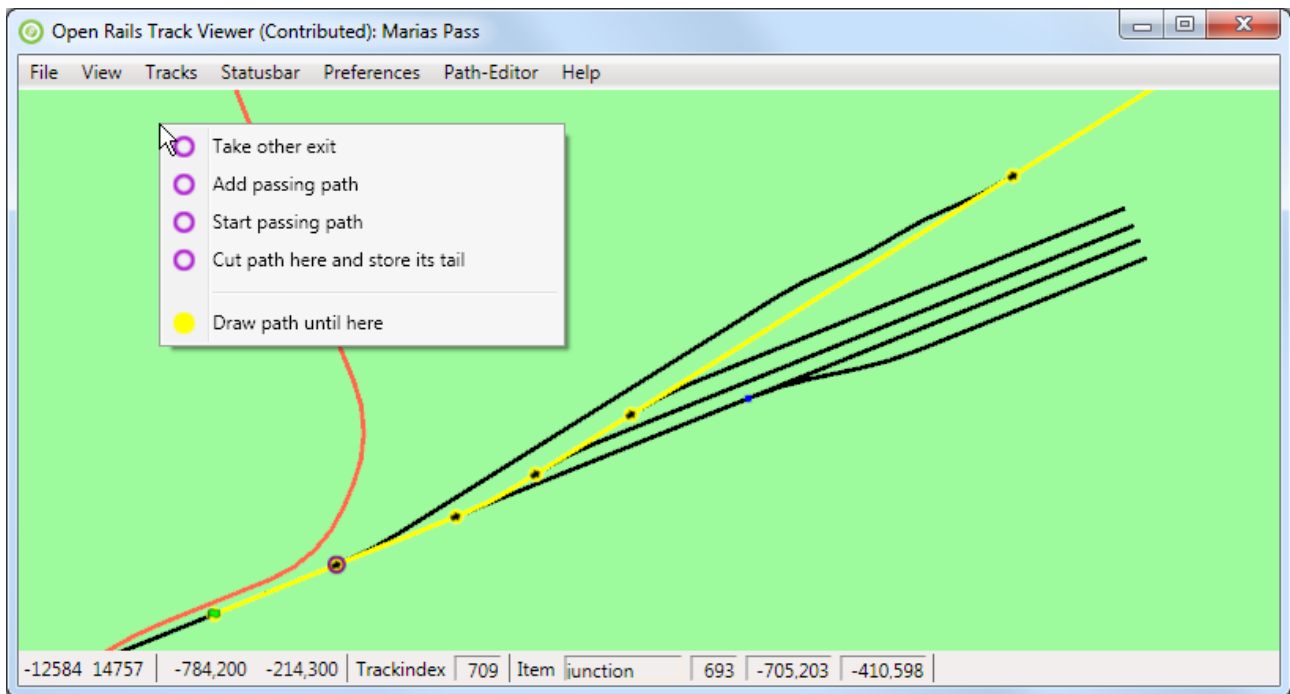 Open Rails Track Viewer (Contributed): Marias Pass
File View Tracks Statusbar Preferences Path-Editor Help
Take other exit
Add passing path
Start passing path
Cut path here and store its tail
Draw path until here
-12584 14757 -784,200 -214,300 Trackindex 709 Item junction 693 -705,203 -410,598